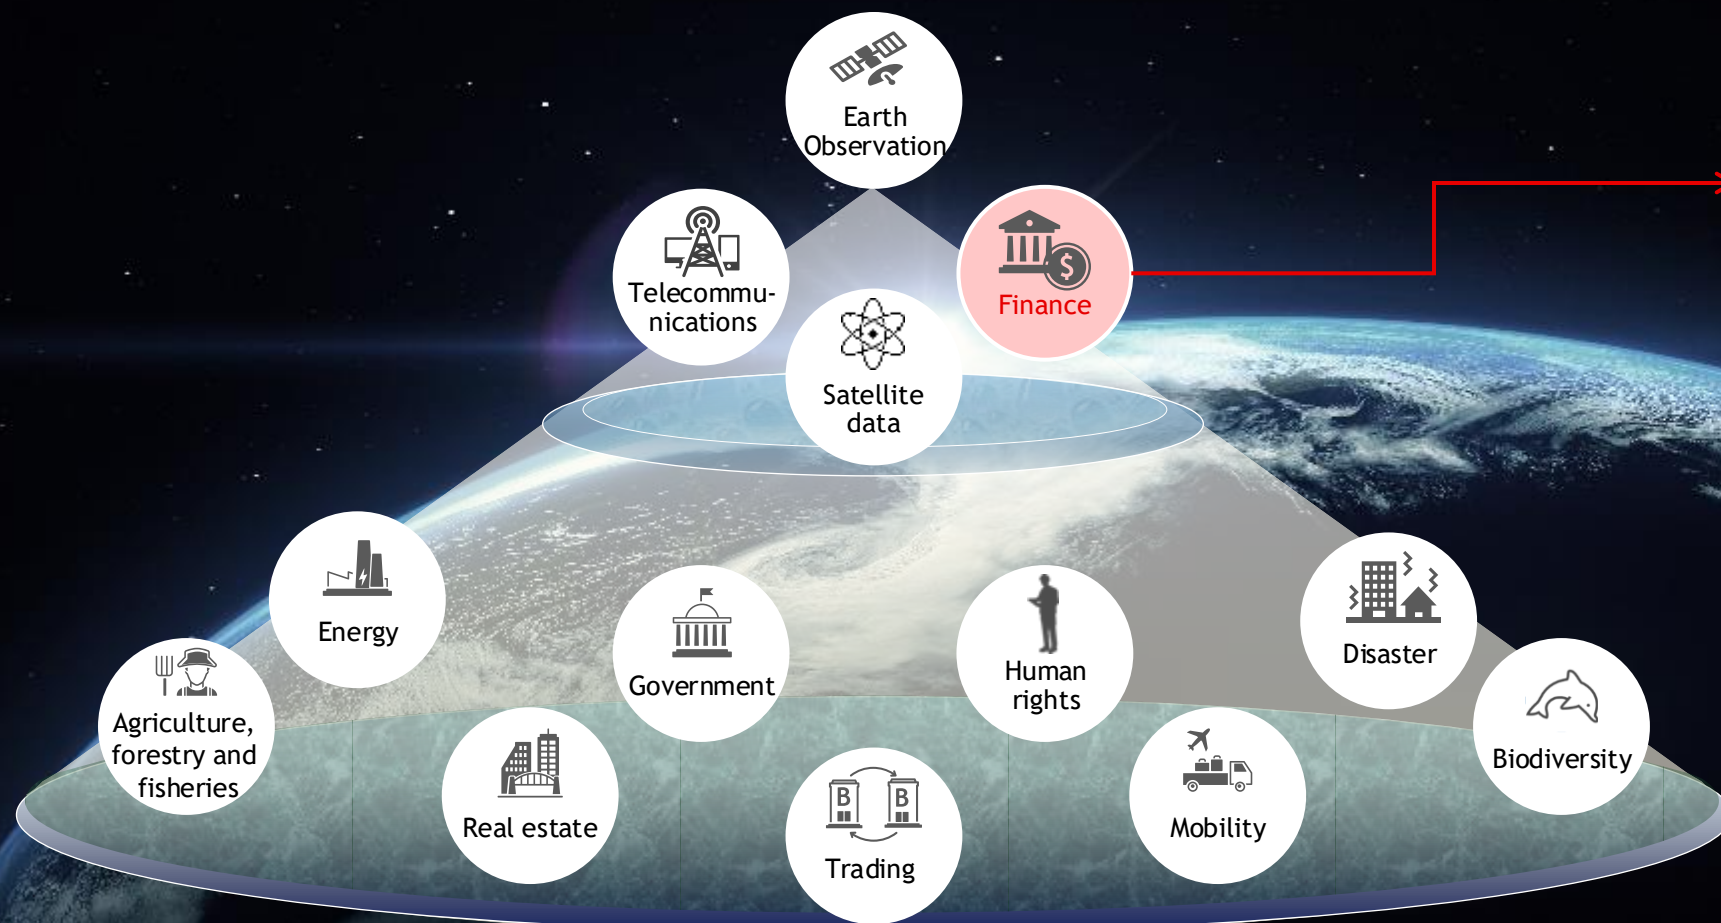 Earth
Observation
Telecommu-
nications
$
Finance
Satellite
data
Energy
Government
Human
rights
Disaster
Agriculture,
forestry and
fisheries
Biodiversity
Real estate
B B
Trading
Mobility